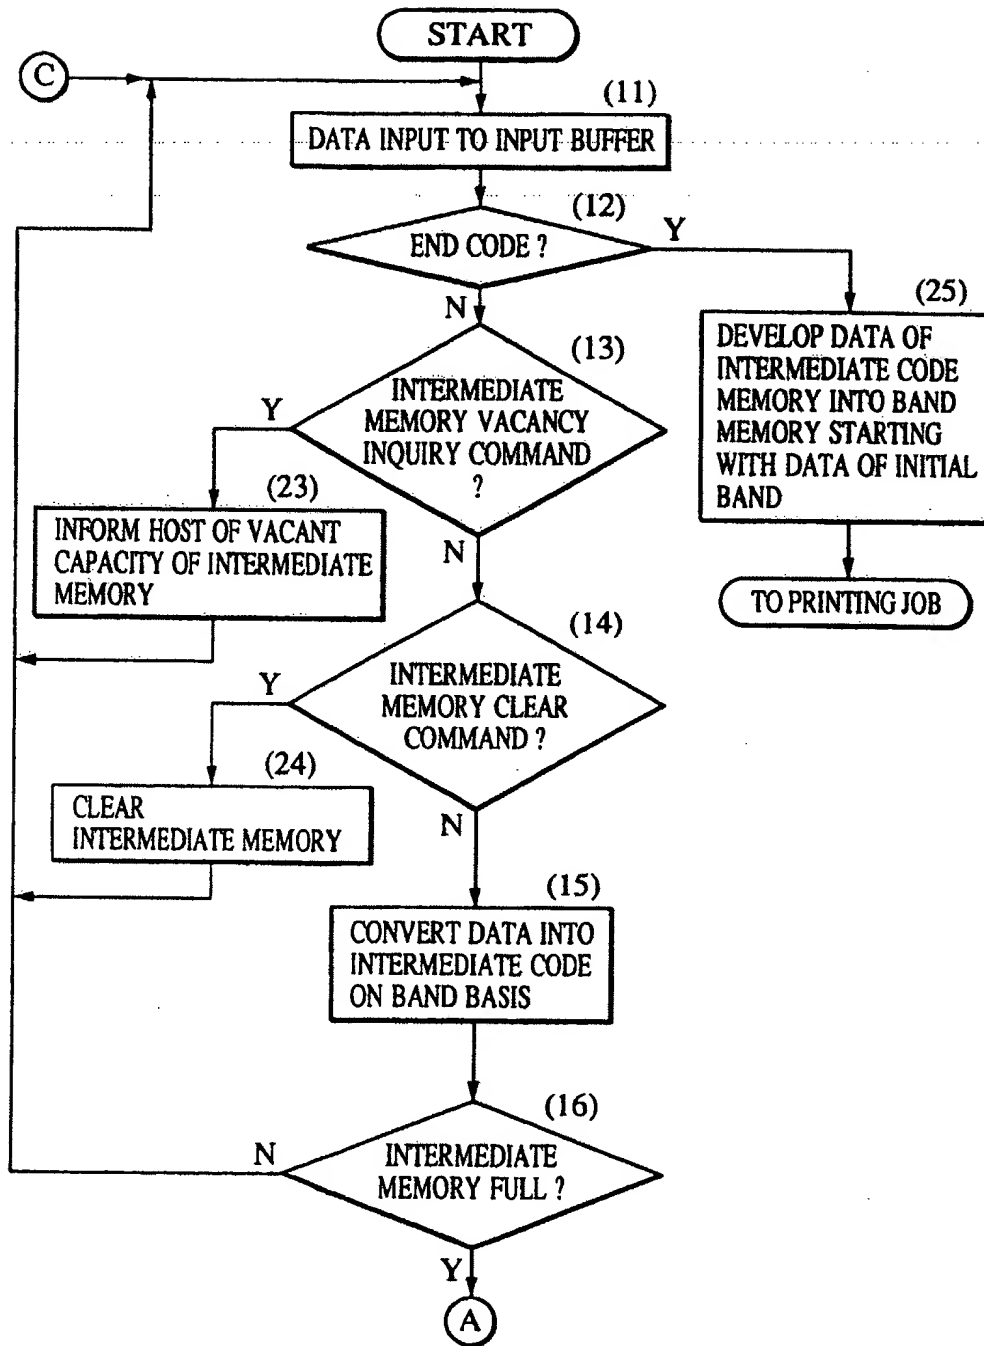 START
C
(11)
DATA INPUT TO INPUT BUFFER
(12)
END CODE ?
Y
N
(25)
DEVELOP DATA OF
INTERMEDIATE CODE
MEMORY INTO BAND
MEMORY STARTING
WITH DATA OF INITIAL
BAND
TO PRINTING JOB
(13)
INTERMEDIATE
MEMORY VACANCY
INQUIRY COMMAND
?
Y
N
(23)
INFORM HOST OF VACANT
CAPACITY OF INTERMEDIATE
MEMORY
(14)
INTERMEDIATE
MEMORY CLEAR
COMMAND ?
Y
N
(24)
CLEAR
INTERMEDIATE MEMORY
(15)
CONVERT DATA INTO
INTERMEDIATE CODE
ON BAND BASIS
(16)
INTERMEDIATE
MEMORY FULL ?
N
Y
A